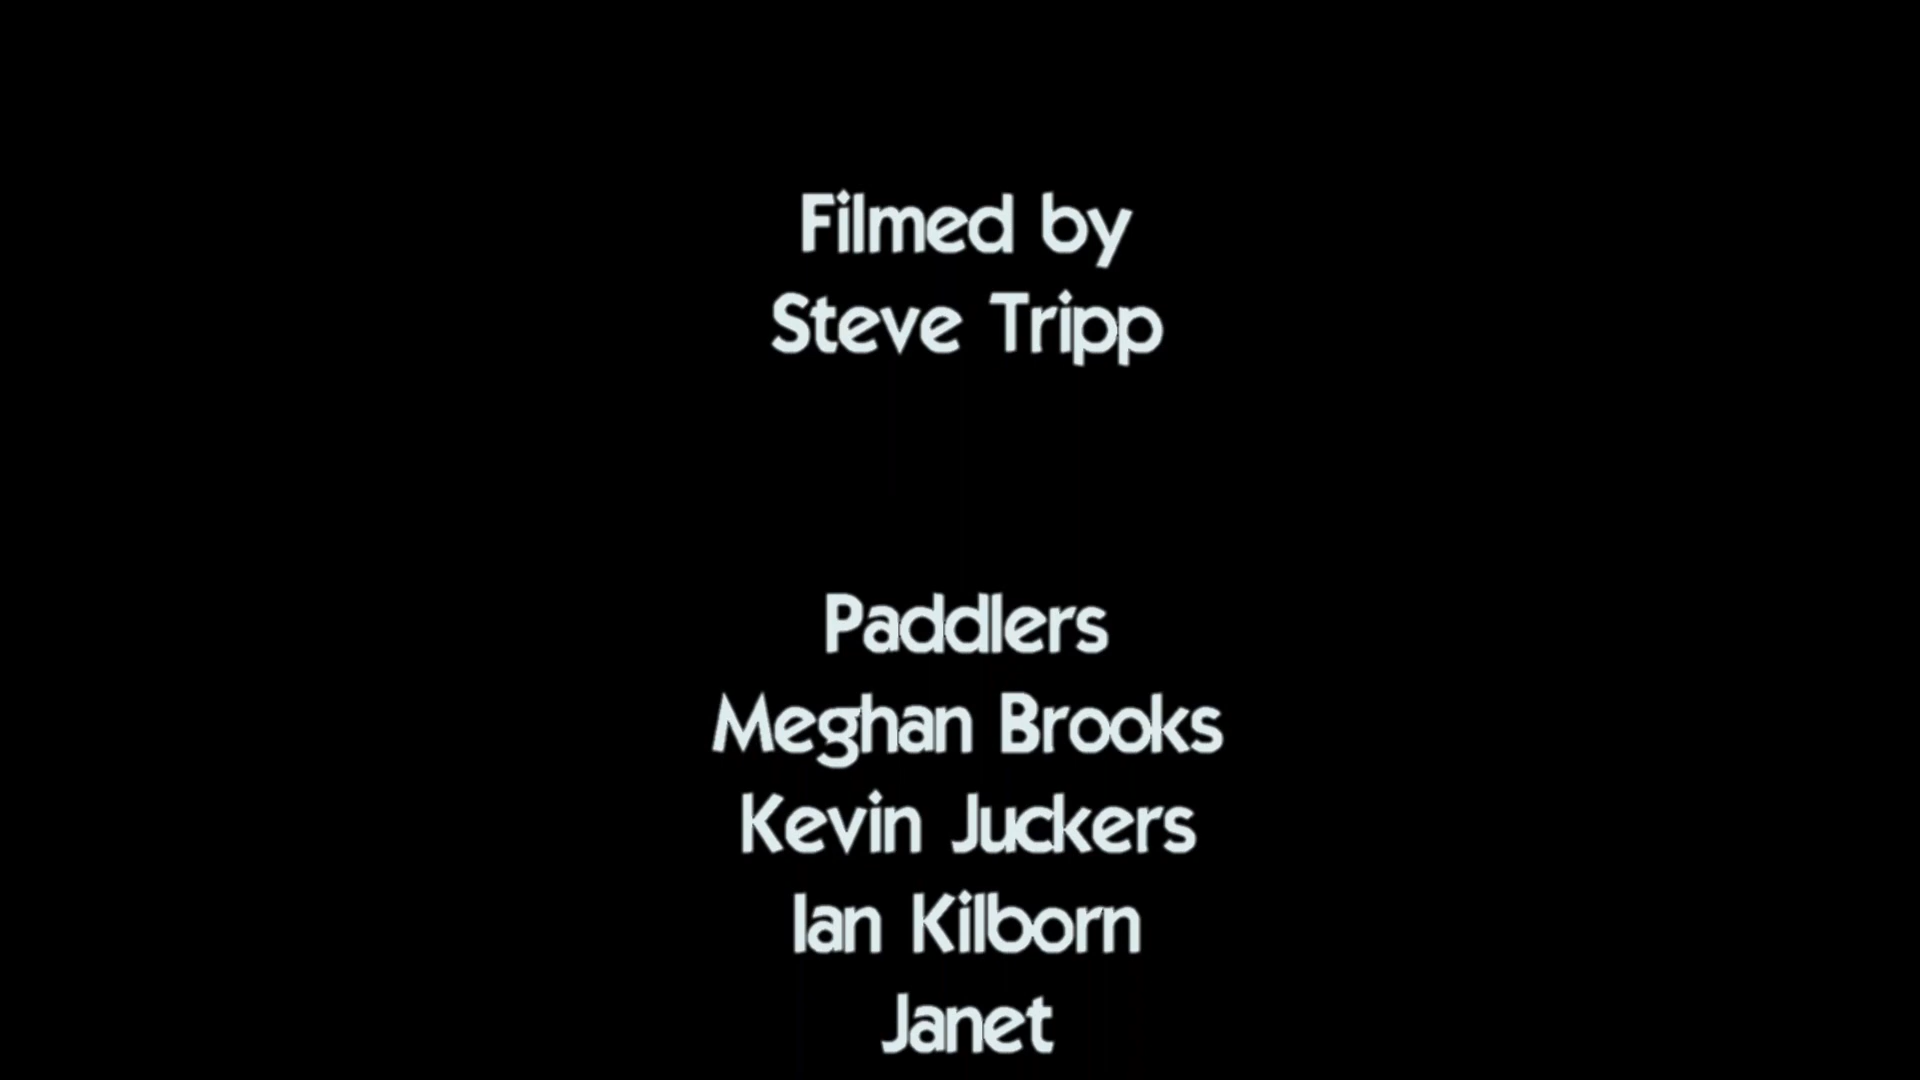 Filmed by
Steve Tripp
Paddlers
Meghan Brooks
Kevin Juckers
Ian Kilborn
Janet